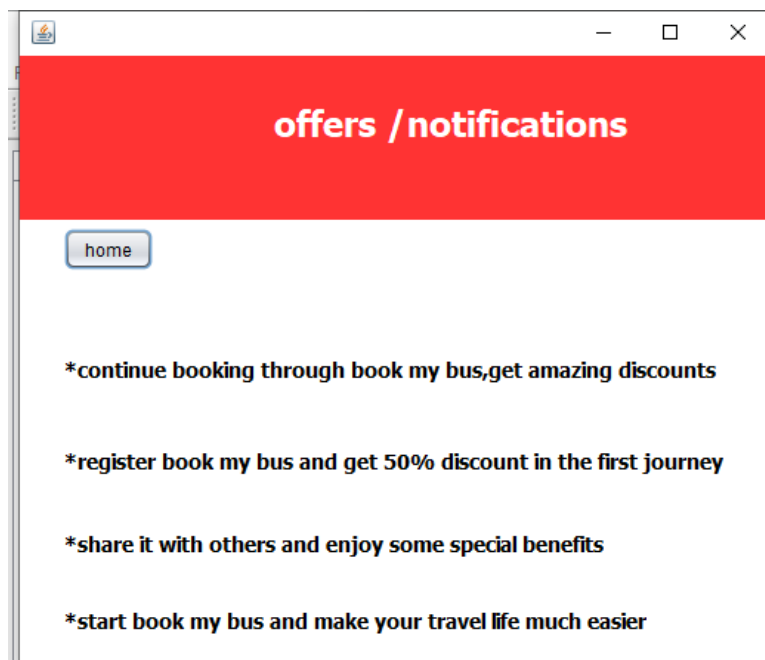 offers /notifications
home
*continue booking through book my bus,get amazing discounts
*register book my bus and get 50% discount in the first journey
*share it with others and enjoy some special benefits
*start book my bus and make your travel life much easier